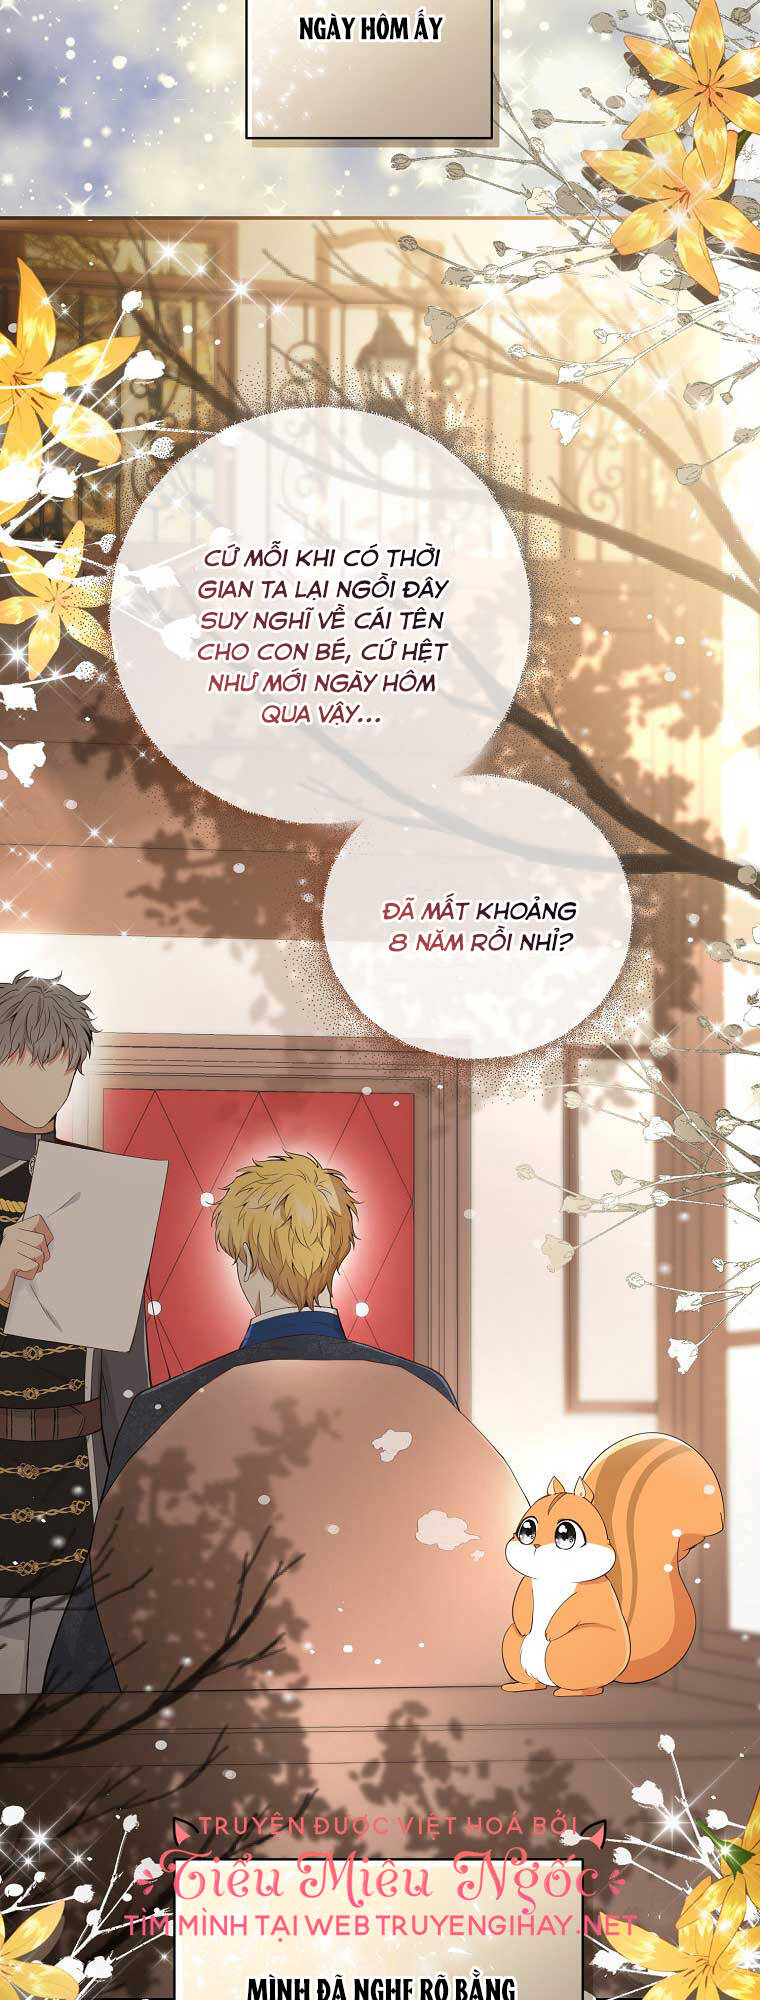 NGÀY HÔM ẤY
CỨ MỖI KHI CÓ THỜI
GIAN TA LẠI NGỒI ĐÂY
SUY NGHĨ VỀ CÁI TÊN
CHO CON BÉ, CỨ HỆT
NHƯ MỚI NGÀY HÔM
QUA VẬY...
ĐÃ MẤT KHOẢNG
8 NĂM RỒI NHỈ?
TRUYỆN ĐƯỢC VIỆT HOÁ BỞI
Tiểu Miêu Ngốc
TÌM MÌNH TẠI WEB TRUYENGIHAY.NET
MÌNH ĐÃ NGHE RÕ BẰNG